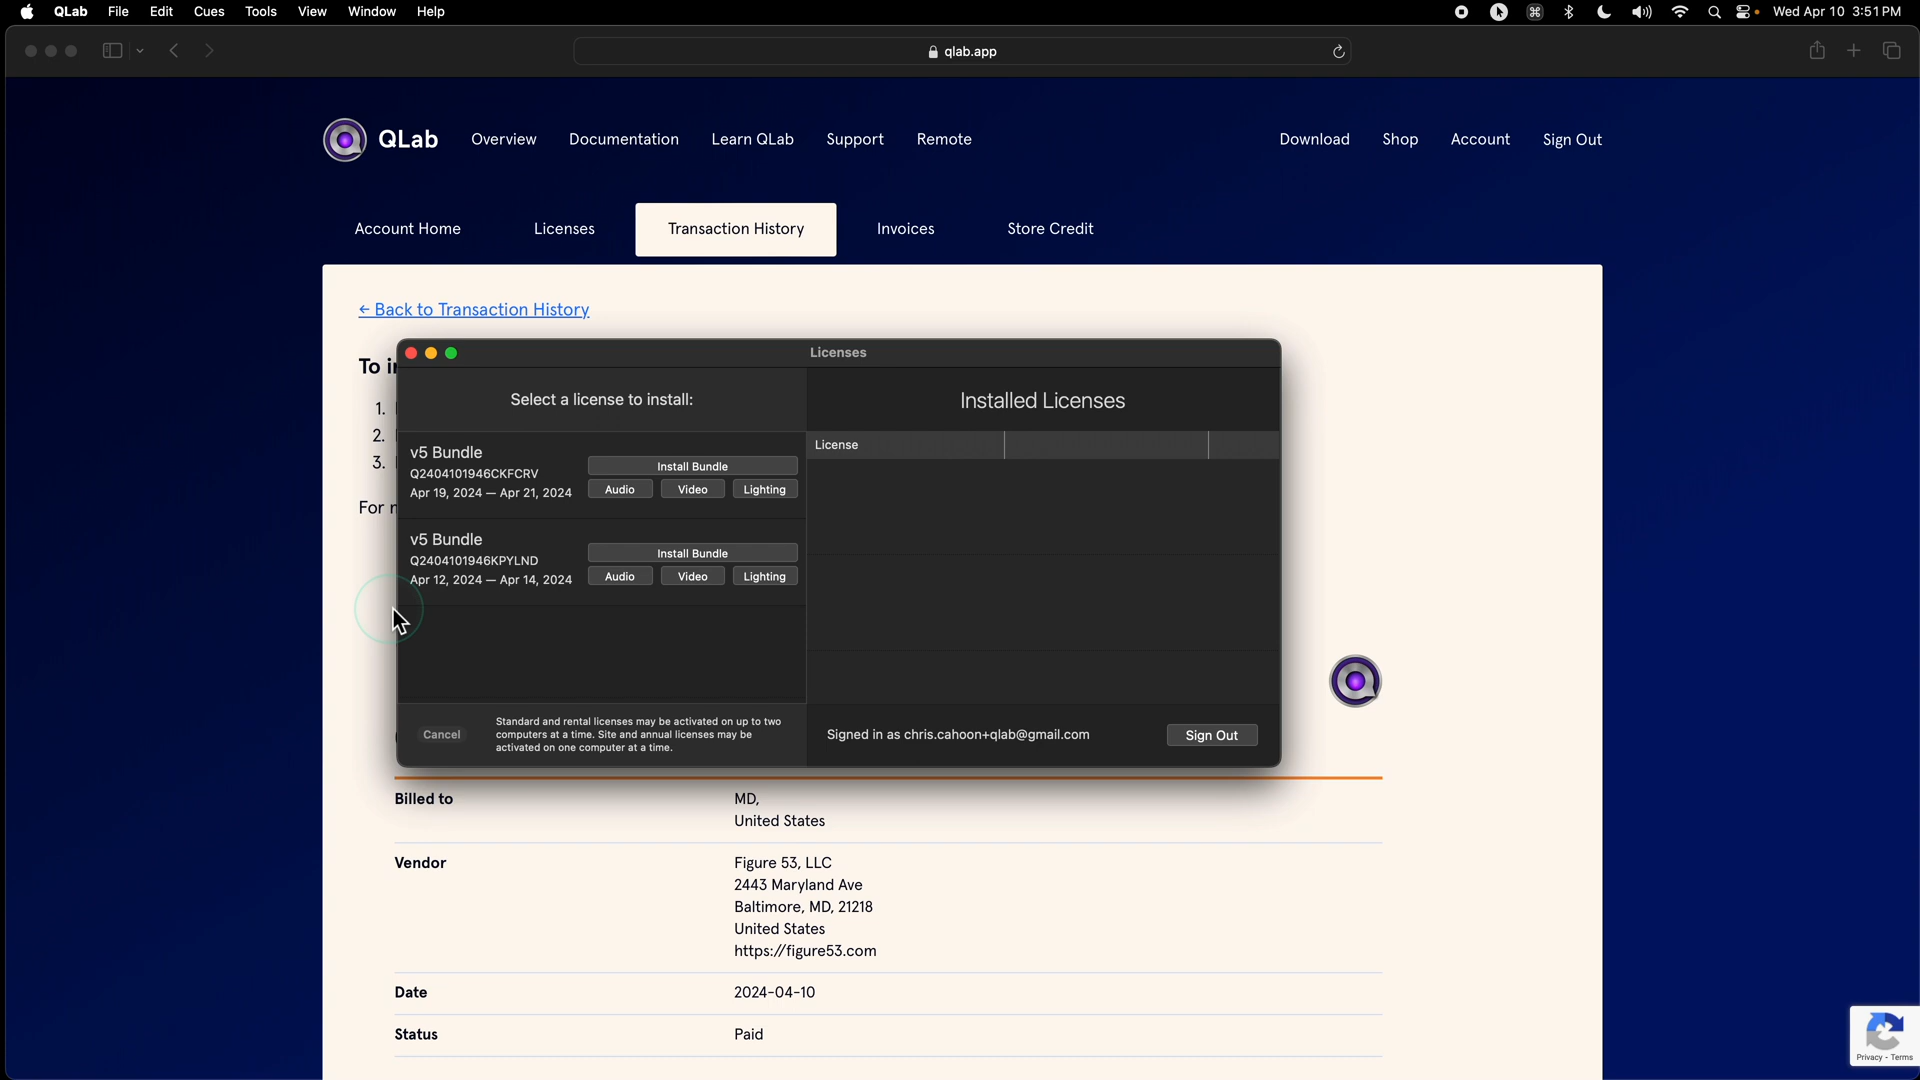 QLab File Edit Cues Tools View Window Help Wed Apr 10 3:51 PM
qlab.app
QLab Overview Documentation Learn QLab Support Remote Download Shop Account Sign Out
Account Home Licenses Transaction History Invoices Store Credit
← Back to Transaction History
To i
1.
2.
3.
For
Licenses
Select a license to install:
v5 Bundle
Q2404101946CKFCRV
Apr 19, 2024 — Apr 21, 2024
Install Bundle
Audio Video Lighting
v5 Bundle
Q2404101946KPYLND
Apr 12, 2024 — Apr 14, 2024
Install Bundle
Audio Video Lighting
Cancel
Standard and rental licenses may be activated on up to two
computers at a time. Site and annual licenses may be
activated on one computer at a time.
Installed Licenses
License
Signed in as chris.cahoon+qlab@gmail.com
Sign Out
Billed to MD,
United States
Vendor Figure 53, LLC
2443 Maryland Ave
Baltimore, MD, 21218
United States
https://figure53.com
Date 2024-04-10
Status Paid
Privacy - Terms